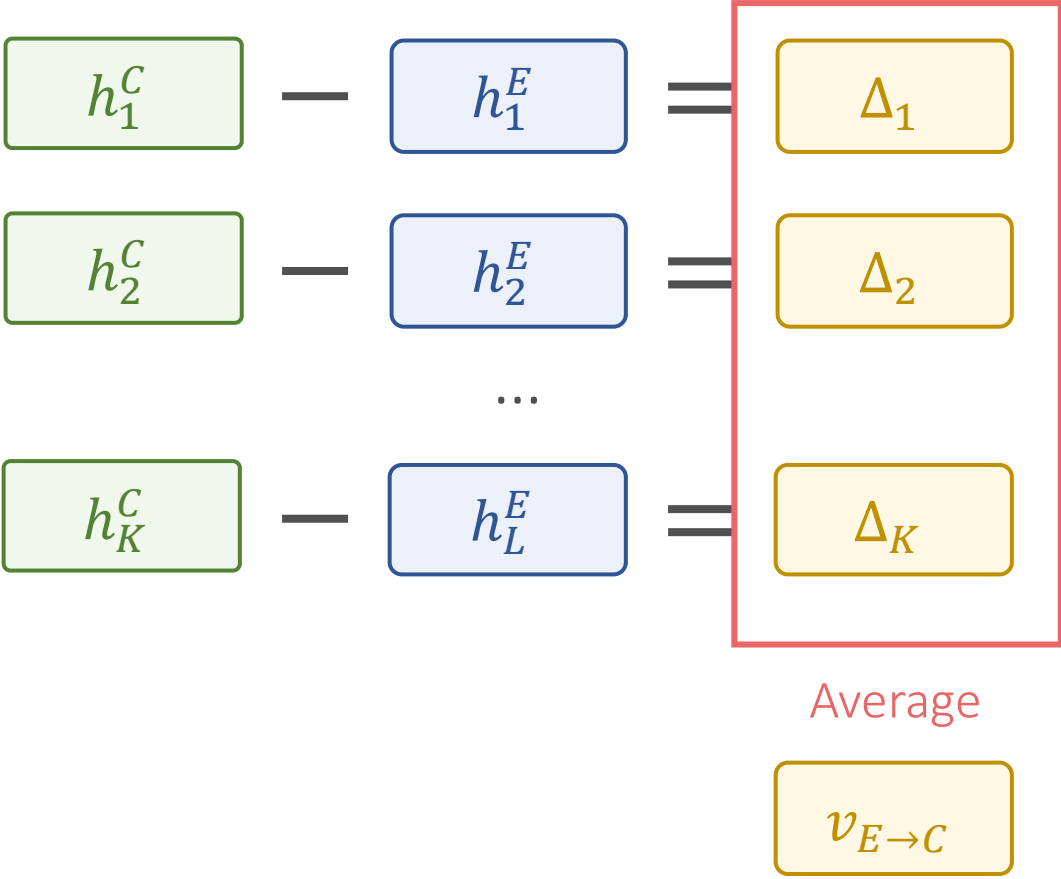 h_1^C — h_1^E = Δ_1
h_2^C — h_2^E = Δ_2
...
h_K^C — h_L^E = Δ_K
Average
v_{E→C}